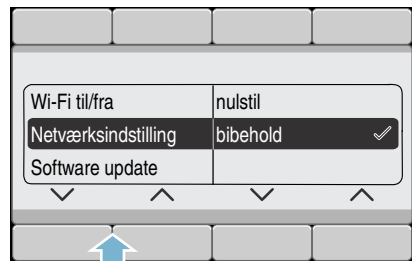 Wi-Fi til/fra nulstil
Netværksindstilling bibehold
Software update